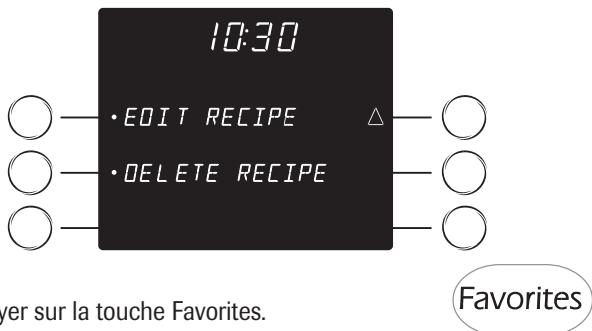 10:30
•EDIT RECIPE △
•DELETE RECIPE
yer sur la touche Favorites.
Favorites